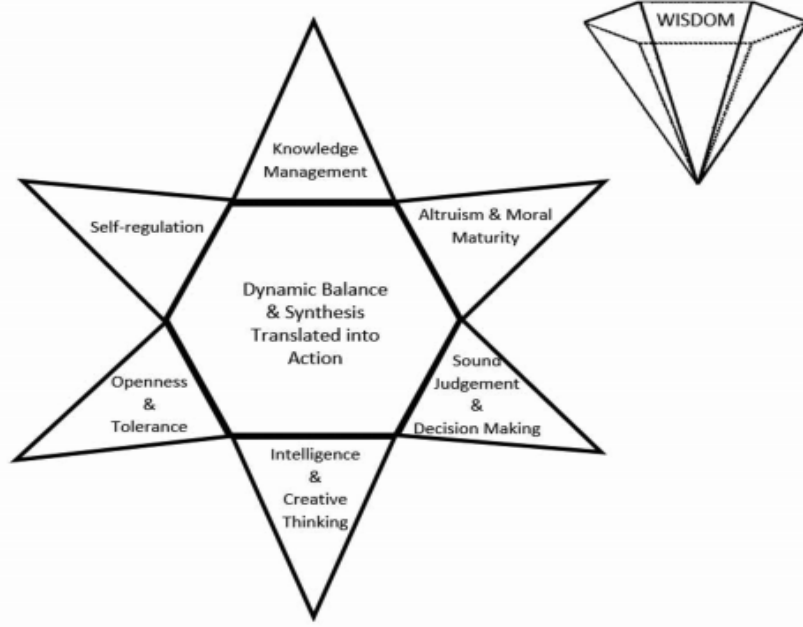 WISDOM
Knowledge
Management
Altruism & Moral
Maturity
Self-regulation
Dynamic Balance
& Synthesis
Translated into
Action
Sound
Judgement
&
Decision Making
Openness
&
Tolerance
Intelligence
&
Creative
Thinking